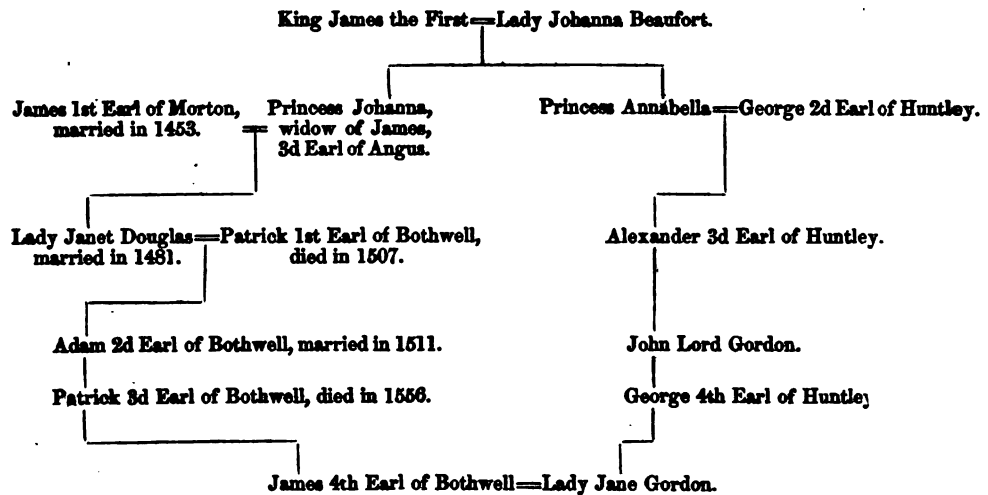 King James the First=Lady Johanna Beaufort.
James 1st Earl of Morton,
married in 1453.
=
Princess Johanna,
widow of James,
3d Earl of Angus.
Princess Annabella=George 2d Earl of Huntley.
Lady Janet Douglas=Patrick 1st Earl of Bothwell,
married in 1481.
died in 1507.
Alexander 3d Earl of Huntley.
Adam 2d Earl of Bothwell, married in 1511.
John Lord Gordon.
Patrick 3d Earl of Bothwell, died in 1556.
George 4th Earl of Huntley
James 4th Earl of Bothwell=Lady Jane Gordon.